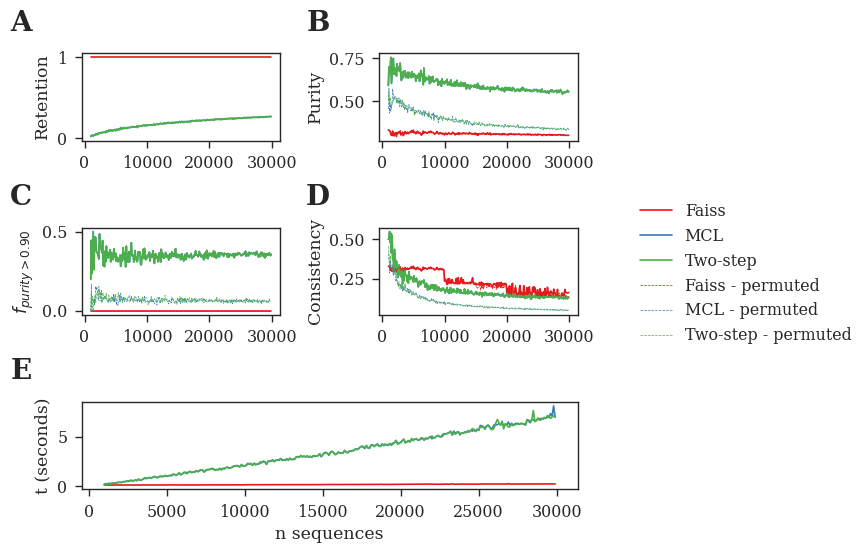 A
B
Retention
1
0
0
10000
20000
30000
Purity
0.75
0.50
0
10000
20000
30000
C
D
f_{purity>0.90}
0.5
0.0
0
10000
20000
30000
Consistency
0.50
0.25
0
10000
20000
30000
Faiss
MCL
Two-step
Faiss - permuted
MCL - permuted
Two-step - permuted
E
t (seconds)
5
0
0
5000
10000
15000
20000
25000
30000
n sequences